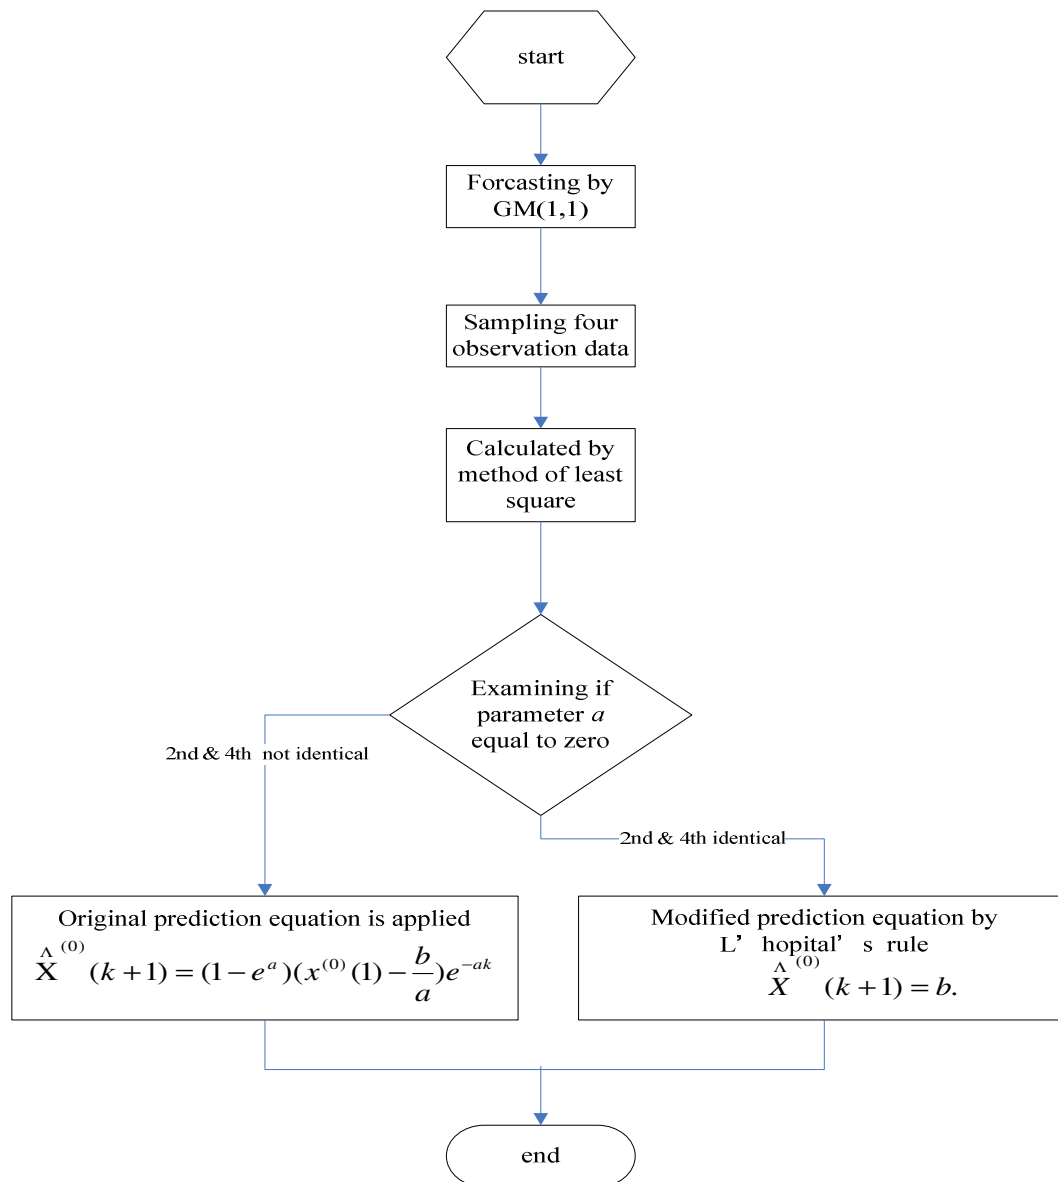 start
Forcasting by
GM(1,1)
Sampling four
observation data
Calculated by
method of least
square
Examining if
parameter a
equal to zero
2nd & 4th not identical
2nd & 4th identical
Original prediction equation is applied
X̂^(0)(k+1) = (1−e^a)(x^(0)(1)−b/a)e^−ak
Modified prediction equation by
L’ hopital’ s rule
X̂^(0)(k+1) = b.
end